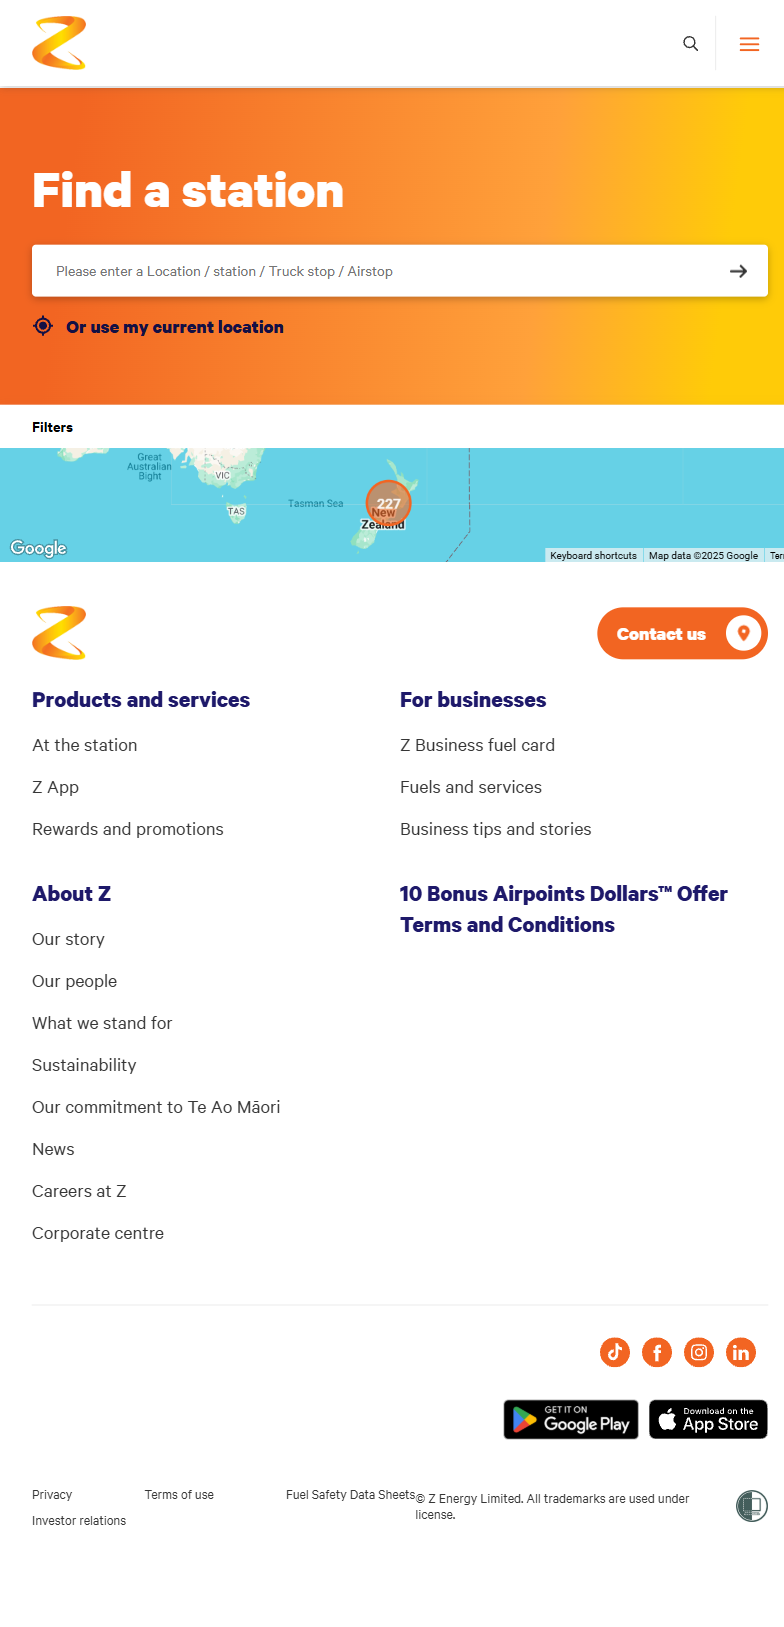 Find a station
Please enter a Location / station / Truck stop / Airstop
Or use my current location
Filters
Great
Australian
Bight
VIC
TAS
Tasman Sea
227
New
Zealand
Google
Keyboard shortcuts
Map data ©2025 Google
Ter
Contact us
Products and services
At the station
Z App
Rewards and promotions
For businesses
Z Business fuel card
Fuels and services
Business tips and stories
About Z
Our story
Our people
What we stand for
Sustainability
Our commitment to Te Ao Māori
News
Careers at Z
Corporate centre
10 Bonus Airpoints Dollars™ Offer
Terms and Conditions
GET IT ON
Google Play
Download on the
App Store
Privacy
Terms of use
Fuel Safety Data Sheets
Investor relations
© Z Energy Limited. All trademarks are used under
license.